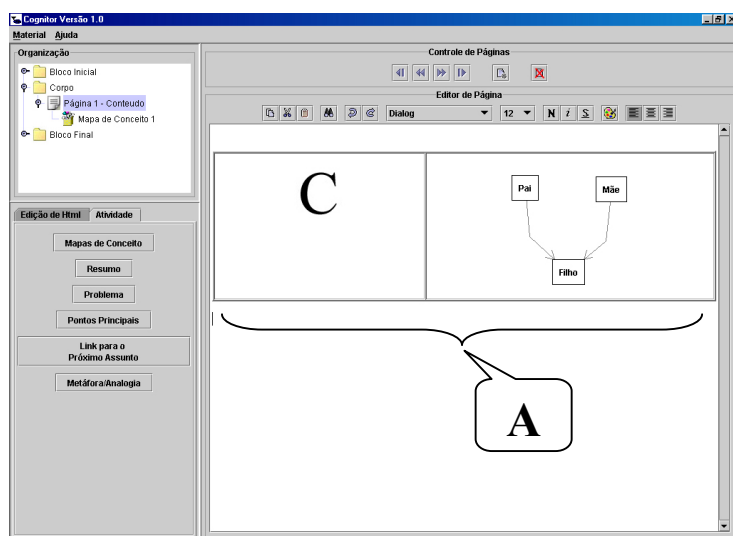 Cognitor Versão 1.0
Material Ajuda
Organização
Bloco Inicial
Corpo
Página 1 - Conteudo
Mapa de Conceito 1
Bloco Final
Edição de Html Atividade
Mapas de Conceito
Resumo
Problema
Pontos Principais
Link para o
Próximo Assunto
Metáfora/Analogia
Controle de Páginas
Editor de Página
Dialog 12 N i S
C
Pai Mãe
Filho
A